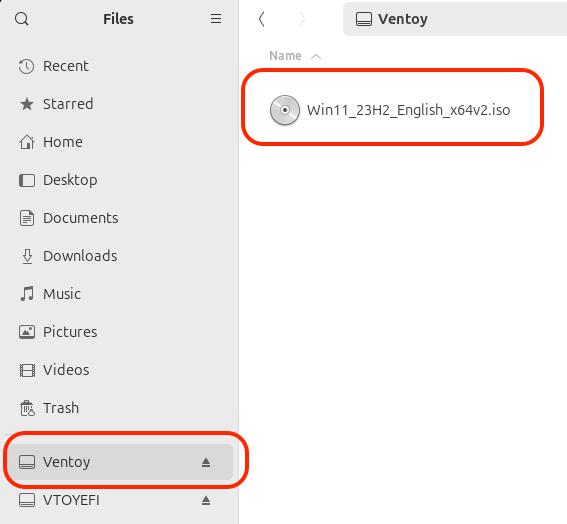 Files
Recent
Starred
Home
Desktop
Documents
Downloads
Music
Pictures
Videos
Trash
Ventoy
VTOYEFI
Ventoy
Name
Win11_23H2_English_x64v2.iso